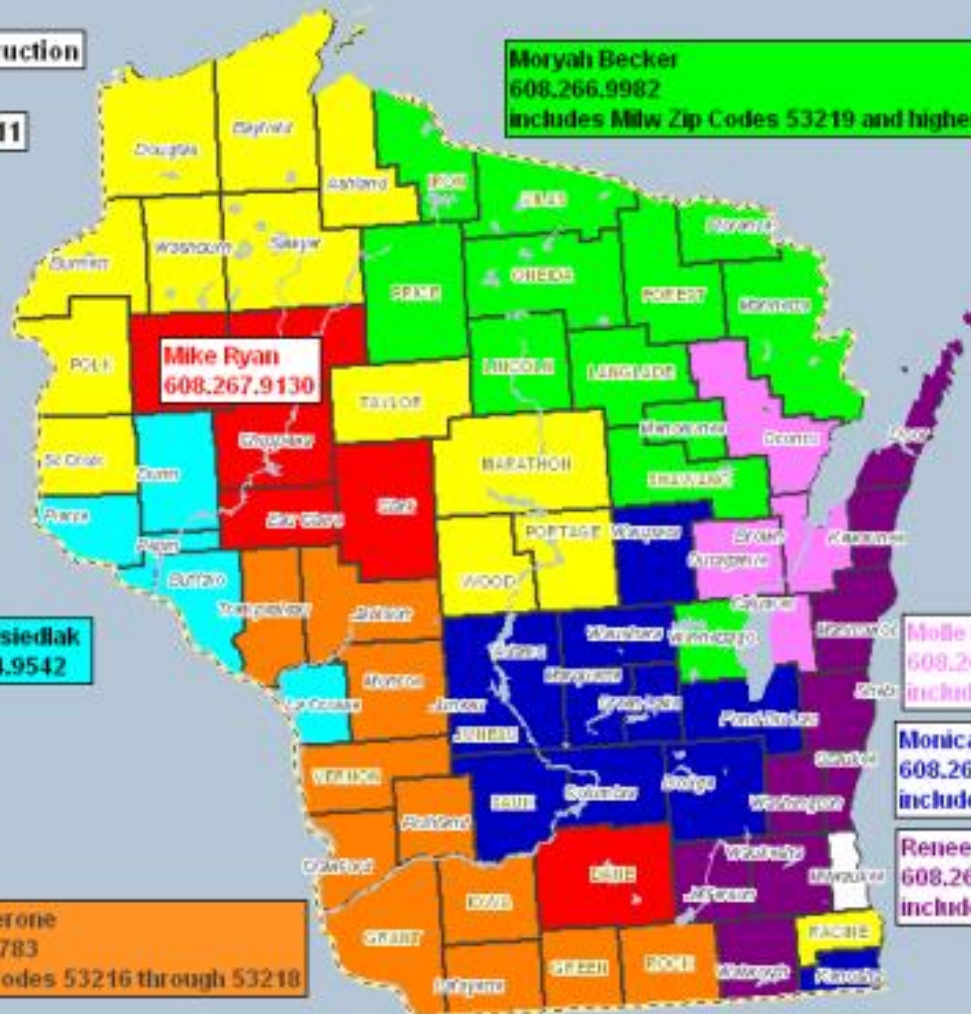 ruction
Moryah Becker
608.266.9982
includes Milw Zip Codes 53219 and highe
11
Bayfield
Douglas
Ashland
IRON
VILAS
Florence
Washburn
Sawyer
Burnett
ONEIDA
PRICE
FOREST
Marinette
Mike Ryan
608.267.9130
POLK
LINCOLN
LANGLADE
TAYLOR
Menominee
Oconto
Door
Chippewa
St Croix
Dunn
MARATHON
SHAWANO
Clark
Pierce
Eau Claire
PORTAGE
Waupaca
Brown
Kewaunee
Pepin
Outagamie
Buffalo
WOOD
Trempealeau
Jackson
Calumet
Waushara
Winnebago
Manitowoc
siedlak
.9542
Adams
Molle
608.26
includ
Monroe
Marquette
La Crosse
Juneau
Green Lake
Sheb
Fond Du Lac
JUNEAU
Monica
608.26
include
VERNON
Ozaukee
SAUK
Columbia
Dodge
Washington
Richland
Renee
608.26
include
Crawford
DANE
Waukesha
Milwaukee
Jefferson
IOWA
erone
783
odes 53216 through 53218
GRANT
RACINE
GREEN
ROCK
Walworth
Kenosha
Lafayette